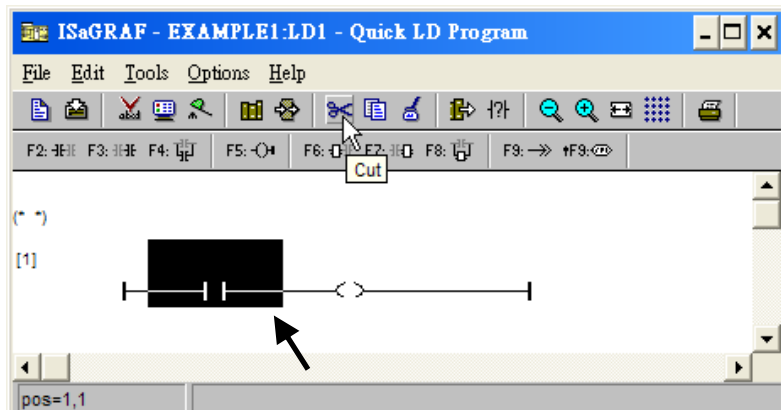 ISaGRAF - EXAMPLE1:LD1 - Quick LD Program
File Edit Tools Options Help
F2: F3: F4: F5: F6: F7: F8: F9: F9:
Cut
(* *)
[1]
pos=1,1